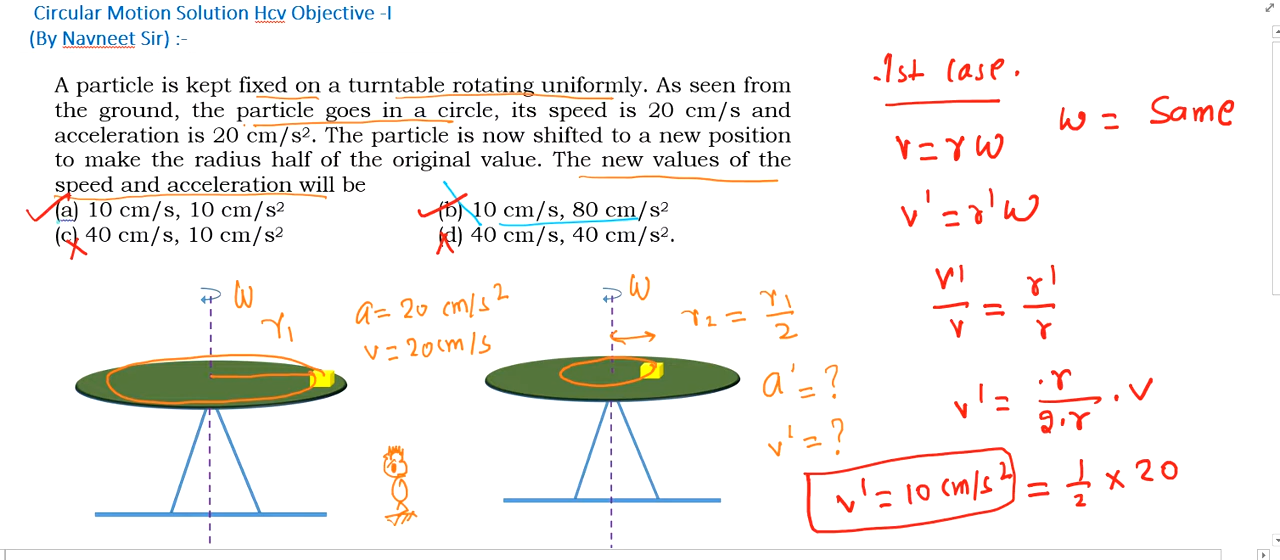 Circular Motion Solution Hcv Objective -I
(By Navneet Sir) :-
A particle is kept fixed on a turntable rotating uniformly. As seen from
the ground, the particle goes in a circle, its speed is 20 cm/s and
acceleration is 20 cm/s². The particle is now shifted to a new position
to make the radius half of the original value. The new values of the
speed and acceleration will be
(a) 10 cm/s, 10 cm/s² (b) 10 cm/s, 80 cm/s²
(c) 40 cm/s, 10 cm/s² (d) 40 cm/s, 40 cm/s².
ω
r₁
a = 20 cm/s²
v = 20 cm/s
ω
r₂ = r₁/2
a' = ?
v' = ?
1st case.
ω = Same
v = rω
v' = r'ω
v'/v = r'/r
v' = r/2·r · v
v' = 10 cm/s² = 1/2 × 20